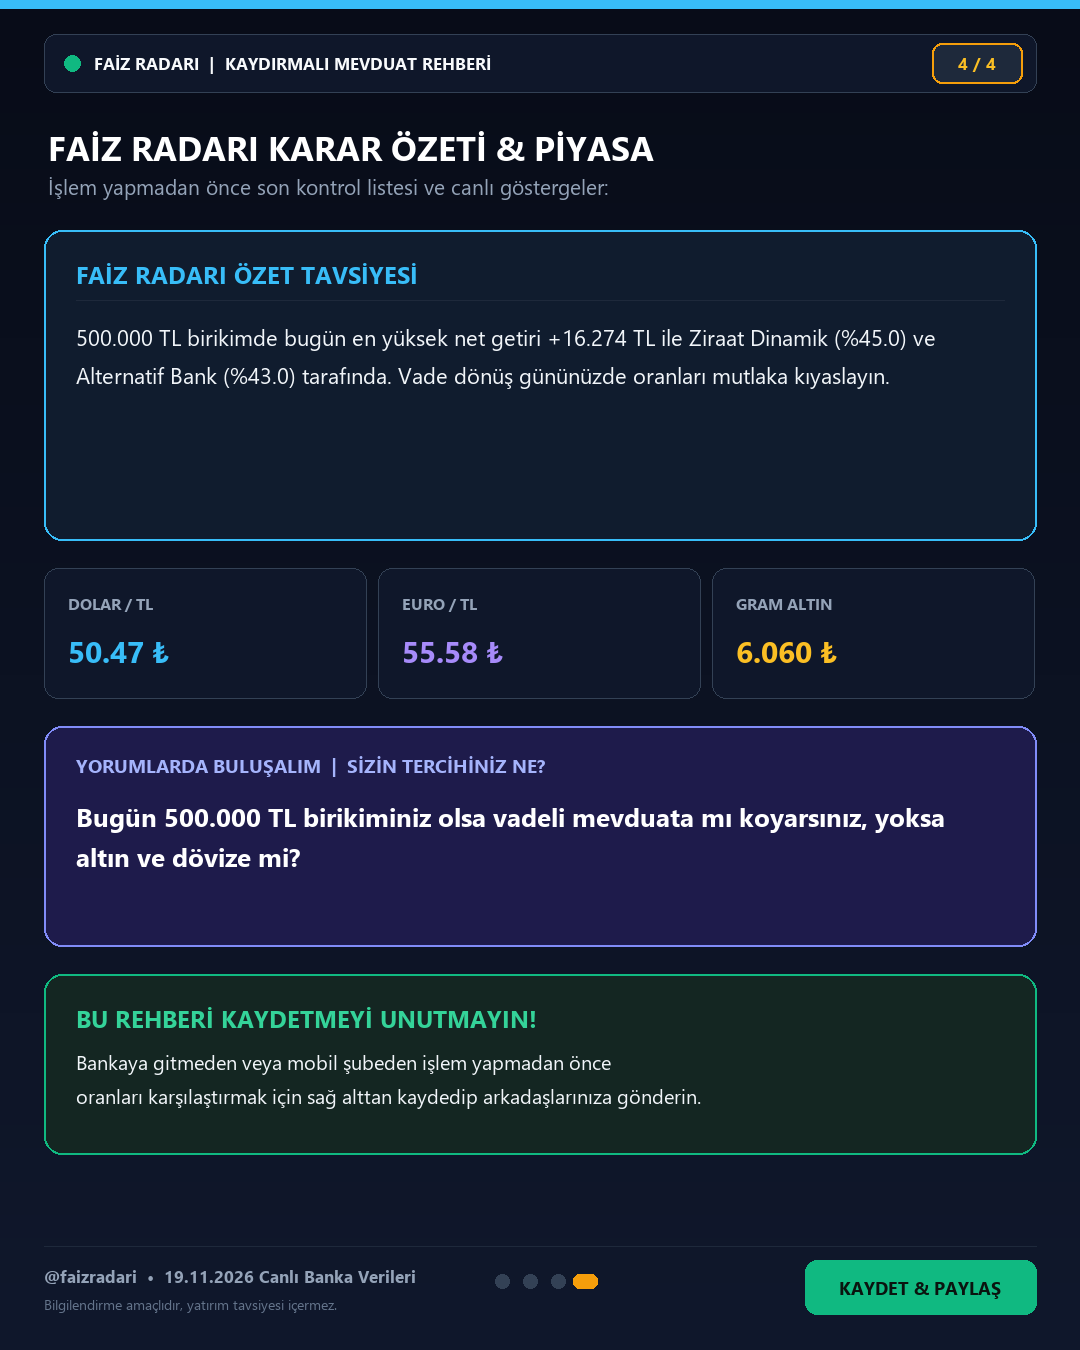 FAİZ RADARI | KAYDIRMALI MEVDUAT REHBERİ
4 / 4
FAİZ RADARI KARAR ÖZETİ & PİYASA
İşlem yapmadan önce son kontrol listesi ve canlı göstergeler:
FAİZ RADARI ÖZET TAVSİYESİ
500.000 TL birikimde bugün en yüksek net getiri +16.274 TL ile Ziraat Dinamik (%45.0) ve
Alternatif Bank (%43.0) tarafında. Vade dönüş gününüzde oranları mutlaka kıyaslayın.
DOLAR / TL
50.47 ₺
EURO / TL
55.58 ₺
GRAM ALTIN
6.060 ₺
YORUMLARDA BULUŞALIM | SİZİN TERCİHİNİZ NE?
Bugün 500.000 TL birikiminiz olsa vadeli mevduata mı koyarsınız, yoksa
altın ve dövize mi?
BU REHBERİ KAYDETMEYİ UNUTMAYIN!
Bankaya gitmeden veya mobil şubeden işlem yapmadan önce
oranları karşılaştırmak için sağ alttan kaydedip arkadaşlarınıza gönderin.
@faizradari • 19.11.2026 Canlı Banka Verileri
Bilgilendirme amaçlıdır, yatırım tavsiyesi içermez.
KAYDET & PAYLAŞ